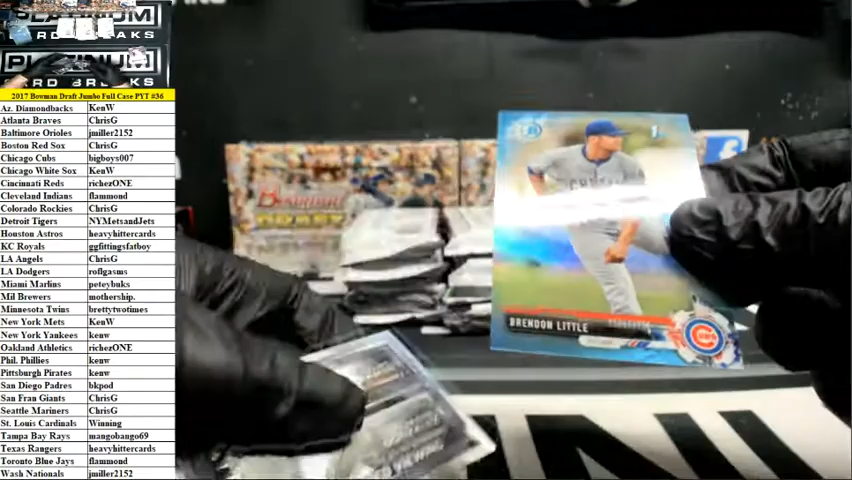 PLATINUM
RD BREAKS
PLATINUM
RD BREAKS
2017 Bowman Draft Jumbo Full Case PYT #36
Az. Diamondbacks KenW
Atlanta Braves ChrisG
Baltimore Orioles jmiller2152
Boston Red Sox ChrisG
Chicago Cubs bigboys007
Chicago White Sox KenW
Cincinnati Reds richezONE
Cleveland Indians flammond
Colorado Rockies ChrisG
Detroit Tigers NYMetsandJets
Houston Astros heavyhittercards
KC Royals ggfittingsfatboy
LA Angels ChrisG
LA Dodgers roflgasms
Miami Marlins peteybuks
Mil Brewers mothership.
Minnesota Twins brettytwotimes
New York Mets KenW
New York Yankees kenw
Oakland Athletics richezONE
Phil. Phillies kenw
Pittsburgh Pirates kenw
San Diego Padres bkpod
San Fran Giants ChrisG
Seattle Mariners ChrisG
St. Louis Cardinals Winning
Tampa Bay Rays mangobango69
Texas Rangers heavyhittercards
Toronto Blue Jays flammond
Wash Nationals jmiller2152
BRENDON LITTLE
CUBS